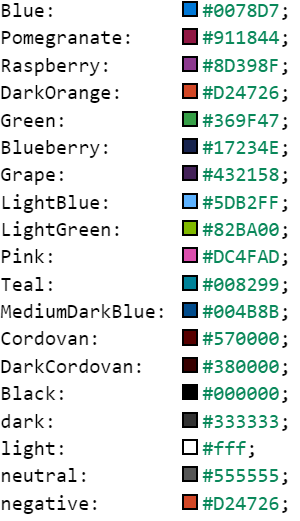 Blue: #0078D7;
Pomegranate: #911844;
Raspberry: #8D398F;
DarkOrange: #D24726;
Green: #369F47;
Blueberry: #17234E;
Grape: #432158;
LightBlue: #5DB2FF;
LightGreen: #82BA00;
Pink: #DC4FAD;
Teal: #008299;
MediumDarkBlue: #004B8B;
Cordovan: #570000;
DarkCordovan: #380000;
Black: #000000;
dark: #333333;
light: #fff;
neutral: #555555;
negative: #D24726;